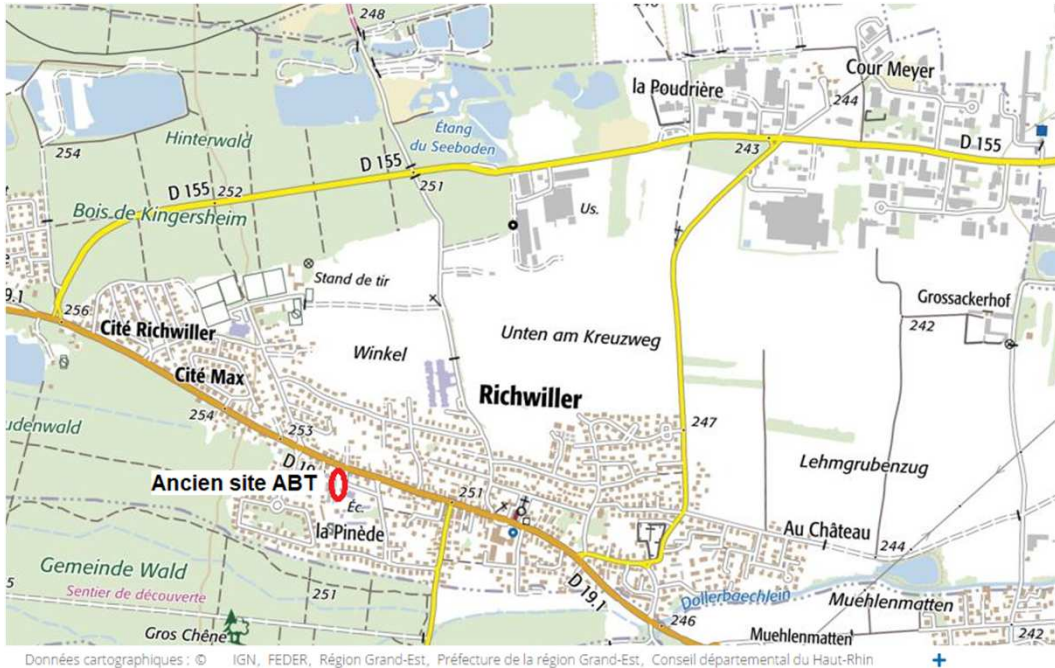 248
Cour Meyer
la Poudrière
244
Hinterwald
Étang
du Seeboden
254
D 155
243
D 155
D 155
252
251
Bois de Kingersheim
Us.
Stand de tir
Grossackerhof
256
Cité Richwiller
Unten am Kreuzweg
242
Winkel
Cité Max
Richwiller
254
247
253
Lehmgrubenzug
Ancien site ABT
251
Éc.
la Pinède
Au Château
244
Gemeinde Wald
D 19.1
Dollerbaechlein
Sentier de découverte
251
Muehlenmatten
246
Gros Chêne
Muehlenmatten
242
Données cartographiques : © IGN, FEDER, Région Grand-Est, Préfecture de la région Grand-Est, Conseil départemental du Haut-Rhin